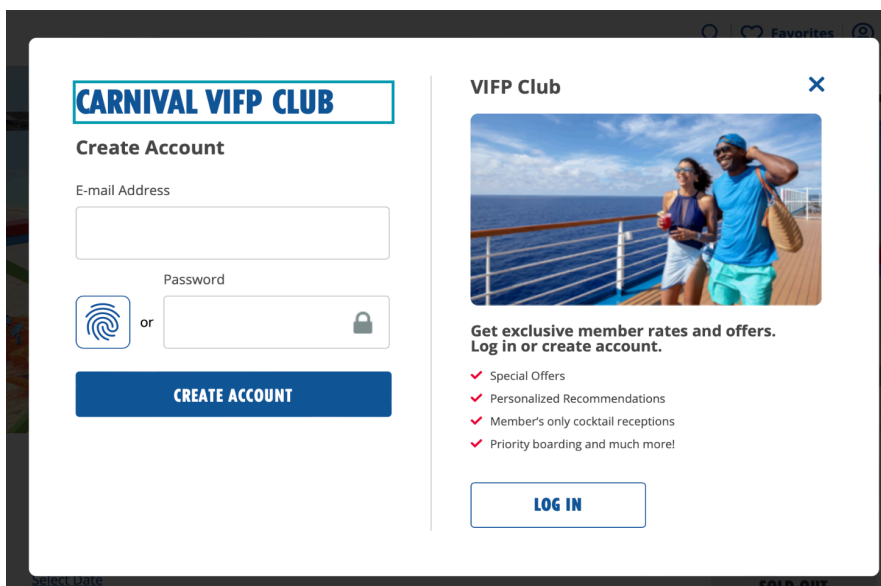 Favorites
CARNIVAL VIFP CLUB
Create Account
E-mail Address
Password
or
CREATE ACCOUNT
VIFP Club
Get exclusive member rates and offers.
Log in or create account.
Special Offers
Personalized Recommendations
Member's only cocktail receptions
Priority boarding and much more!
LOG IN
Select Date
SOLD OUT